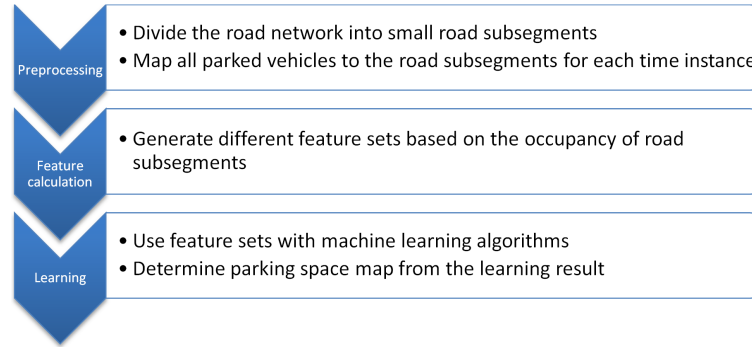 Preprocessing
• Divide the road network into small road subsegments
• Map all parked vehicles to the road subsegments for each time instance
Feature
calculation
• Generate different feature sets based on the occupancy of road
subsegments
Learning
• Use feature sets with machine learning algorithms
• Determine parking space map from the learning result